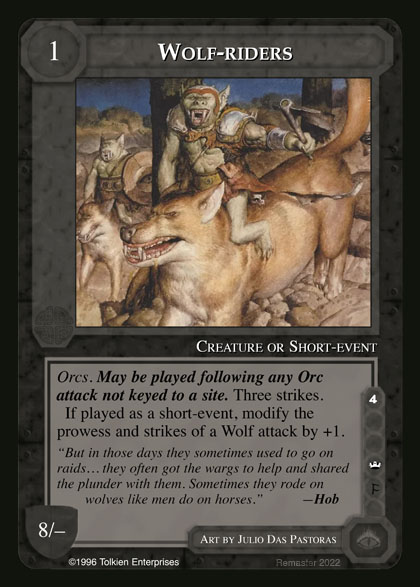 1
WOLF-RIDERS
CREATURE OR SHORT-EVENT
Orcs. May be played following any Orc
attack not keyed to a site. Three strikes.
If played as a short-event, modify the
prowess and strikes of a Wolf attack by +1.
“But in those days they sometimes used to go on
raids… they often got the wargs to help and shared
the plunder with them. Sometimes they rode on
wolves like men do on horses.” —Hob
4
8/–
ART BY JULIO DAS PASTORAS
©1996 Tolkien Enterprises
Remaster 2022